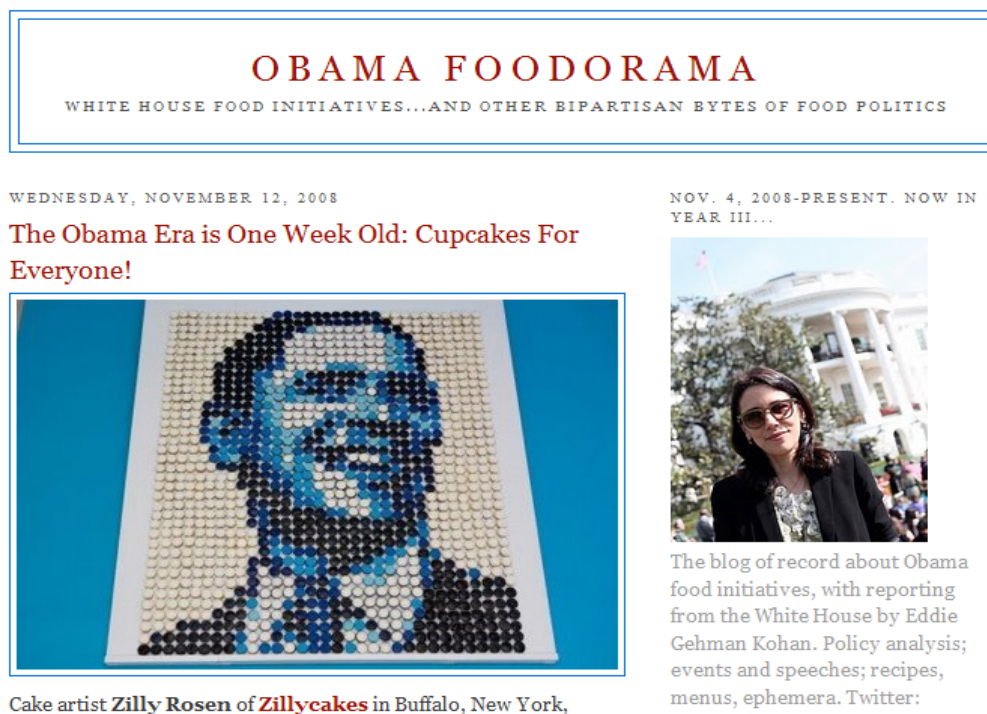 OBAMA FOODORAMA
WHITE HOUSE FOOD INITIATIVES...AND OTHER BIPARTISAN BYTES OF FOOD POLITICS
WEDNESDAY, NOVEMBER 12, 2008
The Obama Era is One Week Old: Cupcakes For
Everyone!
Cake artist Zilly Rosen of Zillycakes in Buffalo, New York,
NOV. 4, 2008-PRESENT. NOW IN
YEAR III...
The blog of record about Obama
food initiatives, with reporting
from the White House by Eddie
Gehman Kohan. Policy analysis;
events and speeches; recipes,
menus, ephemera. Twitter: